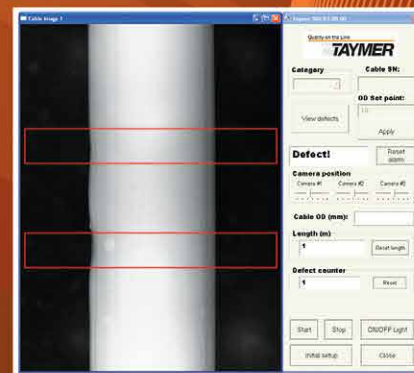 Cable Image 1
Quality on the Line
TAYMER
Category
Cable SN:
OD Set point:
View defects
Apply
Defect!
Reset alarm
Camera position
Camera #1 Camera #2 Camera #3
Cable OD (mm):
Length (m)
1
Reset length
Defect counter
1
Reset
Start
Stop
ON/OFF Light
Initial setup
Close